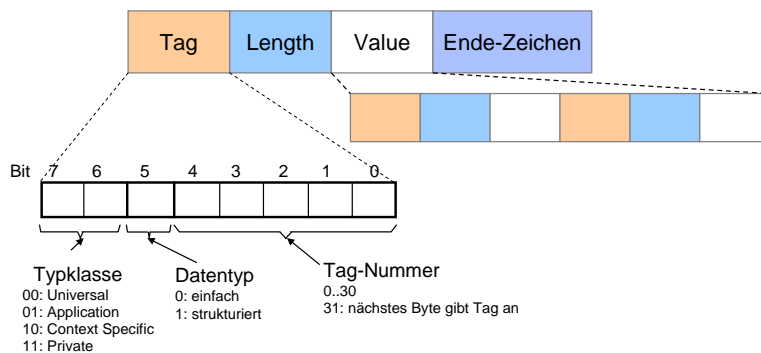 Tag Length Value Ende-Zeichen
Bit 7 6 5 4 3 2 1 0
Typklasse
00: Universal
01: Application
10: Context Specific
11: Private
Datentyp
0: einfach
1: strukturiert
Tag-Nummer
0..30
31: nächstes Byte gibt Tag an